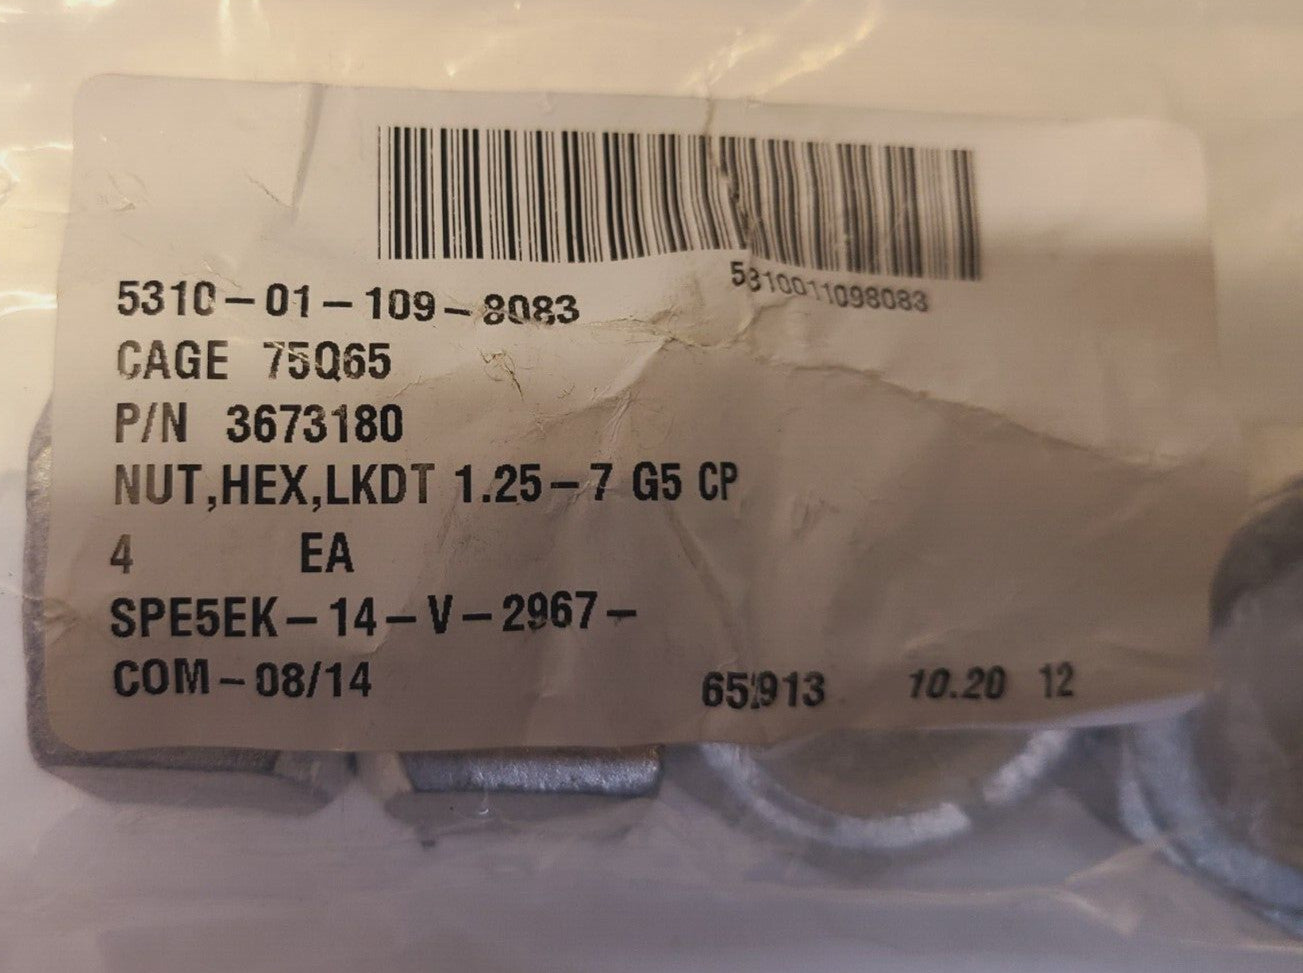 5310011098083
5310-01-109-8083
CAGE 75Q65
P/N 3673180
NUT,HEX,LKDT 1.25-7 G5 CP
4 EA
SPE5EK-14-V-2967-
COM-08/14
10.20 12